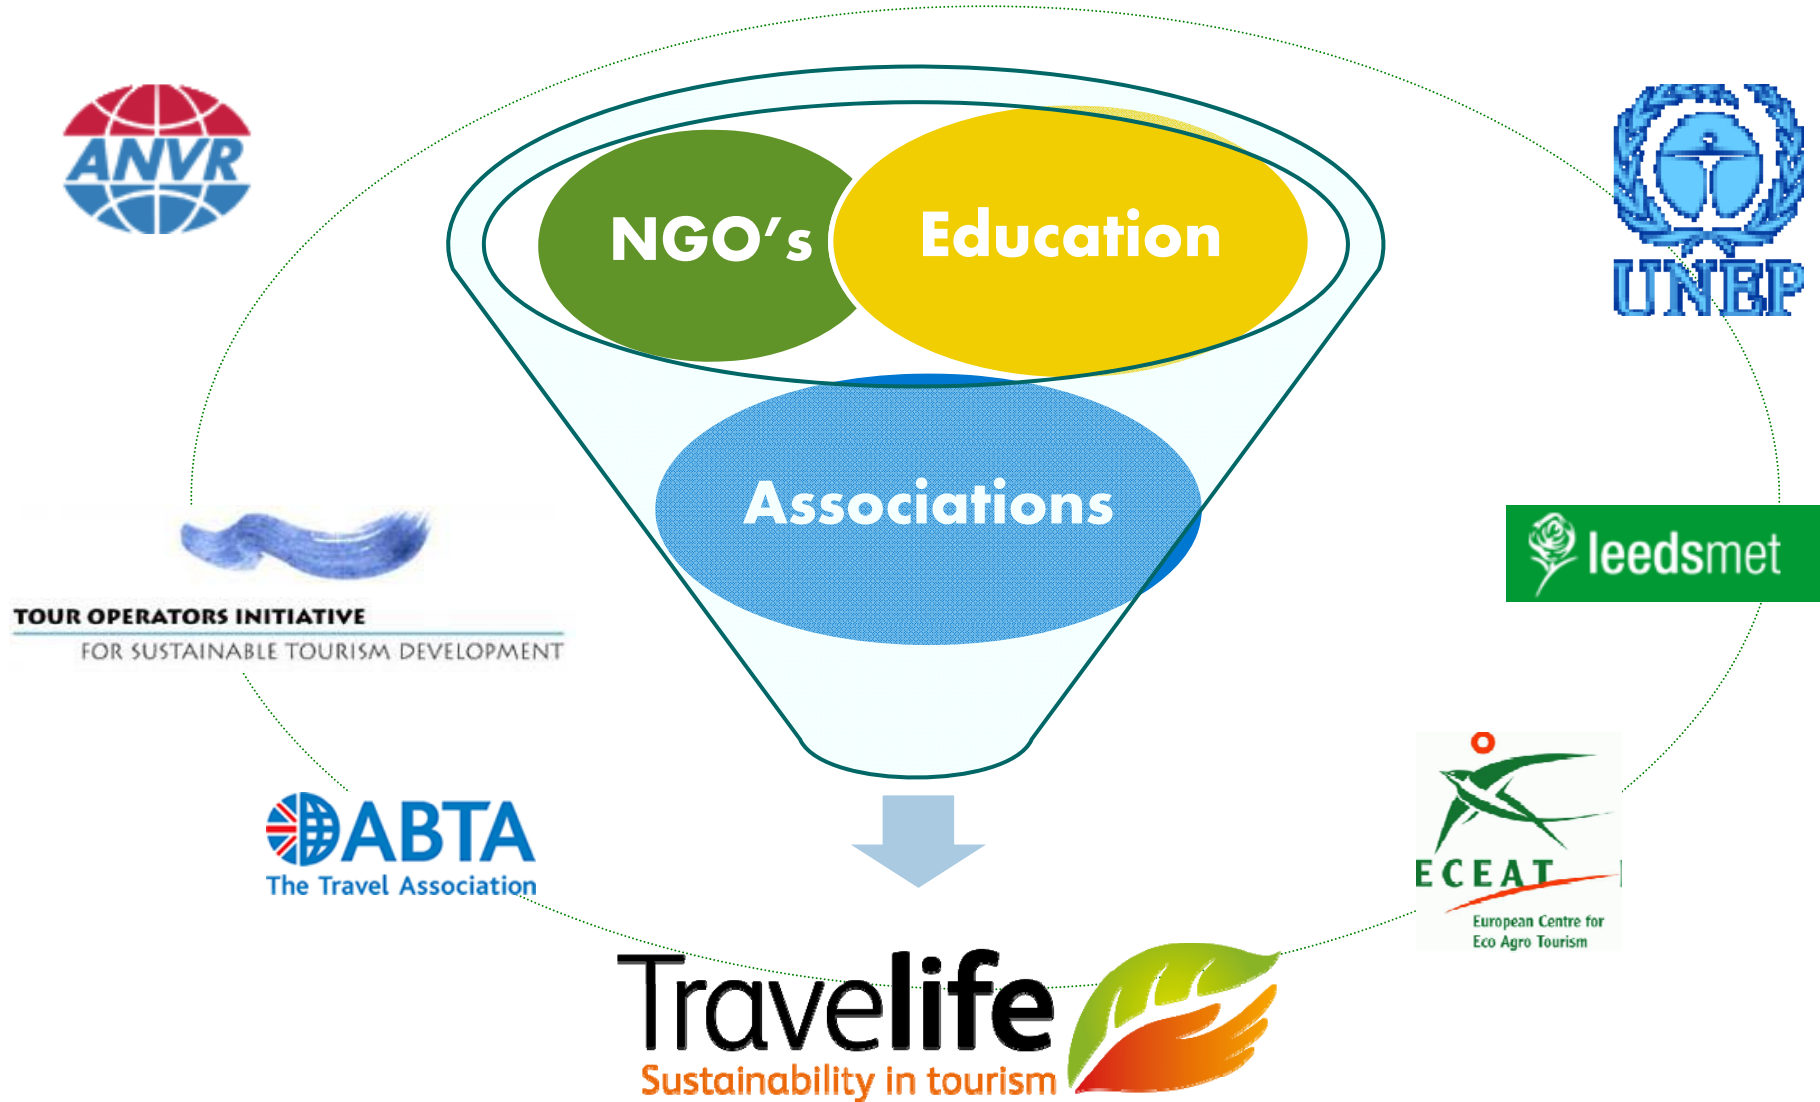 ANVR
NGO's
Education
UNEP
Associations
leedsmet
TOUR OPERATORS INITIATIVE
FOR SUSTAINABLE TOURISM DEVELOPMENT
ABTA
The Travel Association
ECEAT
European Centre for
Eco Agro Tourism
Travelife
Sustainability in tourism